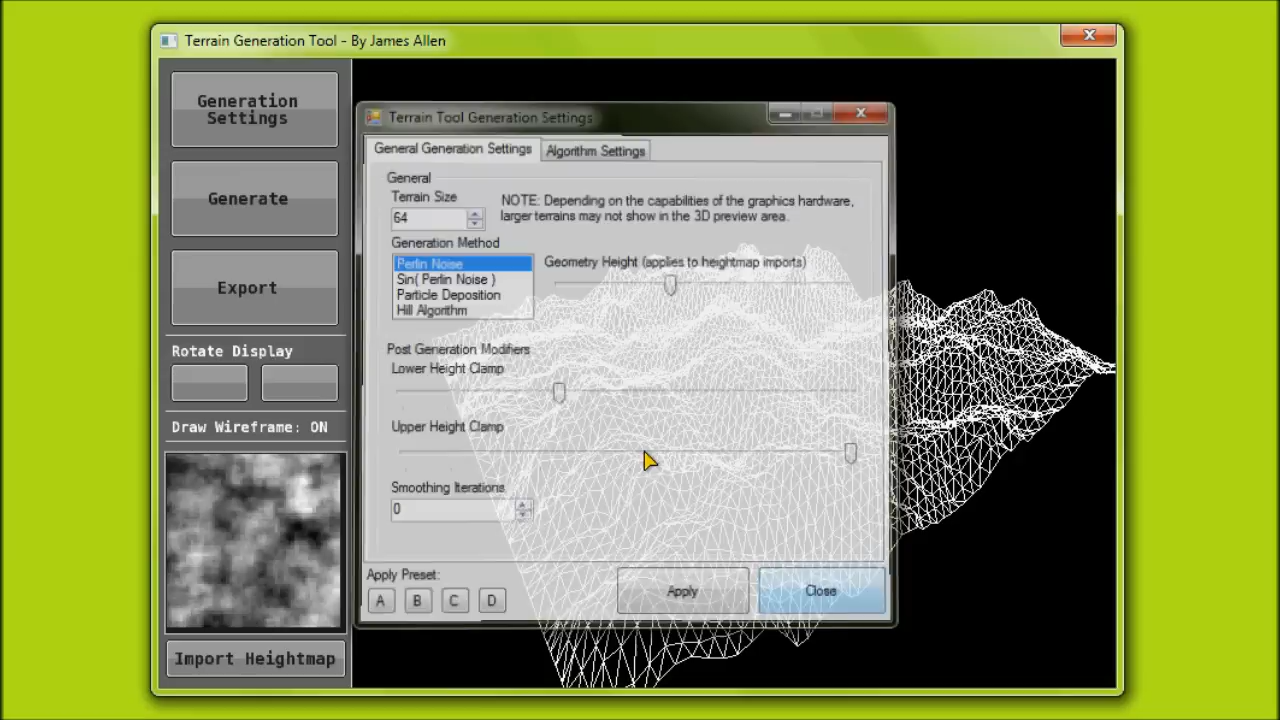 Terrain Generation Tool - By James Allen
Generation
Settings
Generate
Export
Rotate Display
Draw Wireframe: ON
Import Heightmap
Terrain Tool Generation Settings
General Generation Settings
Algorithm Settings
General
Terrain Size
64
NOTE: Depending on the capabilities of the graphics hardware,
larger terrains may not show in the 3D preview area.
Generation Method
Perlin Noise
Sin( Perlin Noise )
Particle Deposition
Hill Algorithm
Geometry Height (applies to heightmap imports)
Post Generation Modifiers
Lower Height Clamp
Upper Height Clamp
Smoothing Iterations
0
Apply Preset:
A B C D
Apply
Close